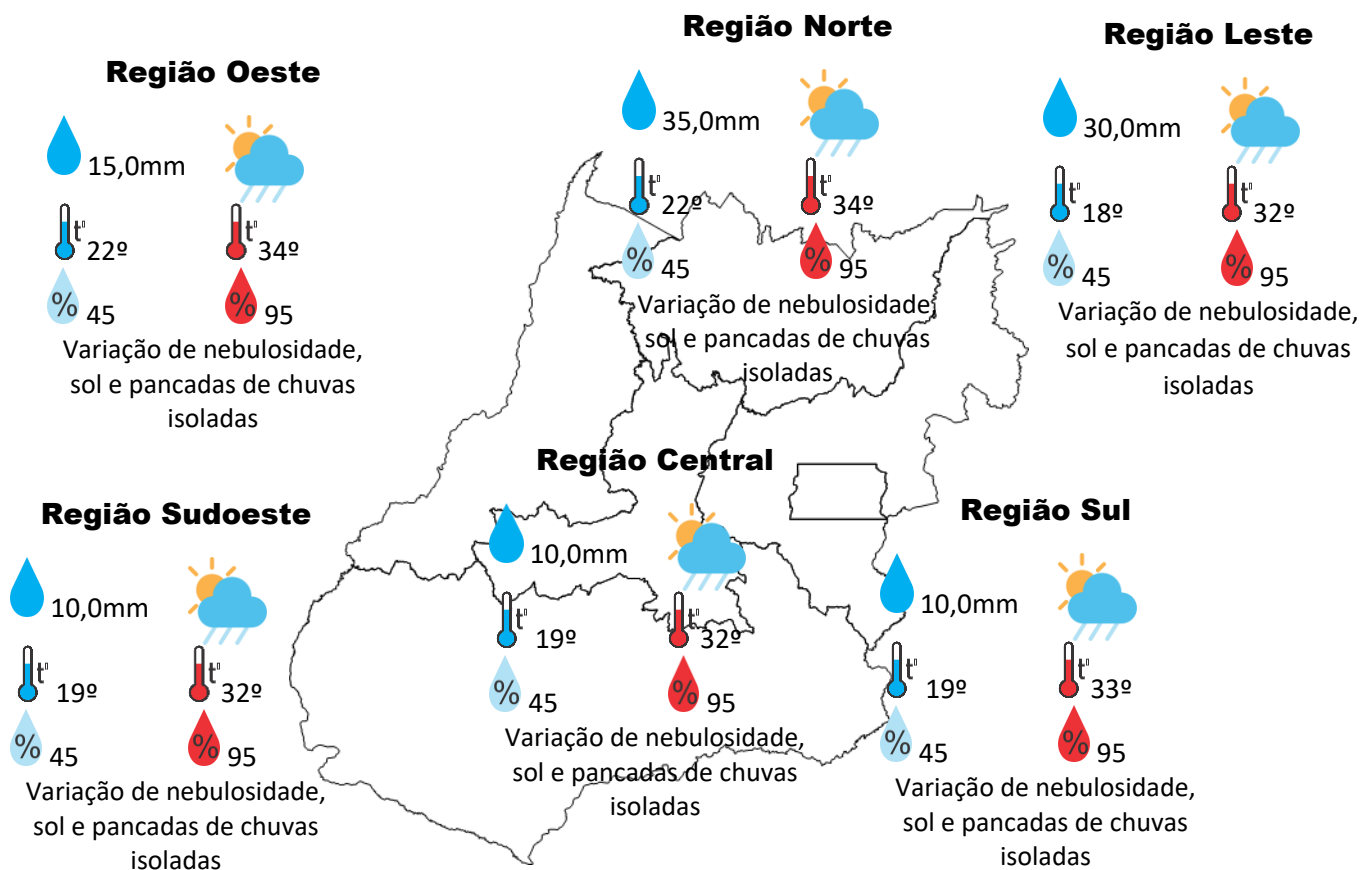 Região Oeste
15,0mm
t°
22º
34º
%
45
%
95
Variação de nebulosidade,
sol e pancadas de chuvas
isoladas
Região Norte
35,0mm
t°
22º
t°
34º
%
45
%
95
Variação de nebulosidade,
sol e pancadas de chuvas
isoladas
Região Leste
30,0mm
t°
18º
t°
32º
%
45
%
95
Variação de nebulosidade,
sol e pancadas de chuvas
isoladas
Região Sudoeste
10,0mm
t°
19º
t°
32º
%
45
%
95
Variação de nebulosidade,
sol e pancadas de chuvas
isoladas
Região Central
10,0mm
t°
19º
t°
32º
%
45
%
95
Variação de nebulosidade,
sol e pancadas de chuvas
isoladas
Região Sul
10,0mm
t°
19º
t°
33º
%
45
%
95
Variação de nebulosidade,
sol e pancadas de chuvas
isoladas